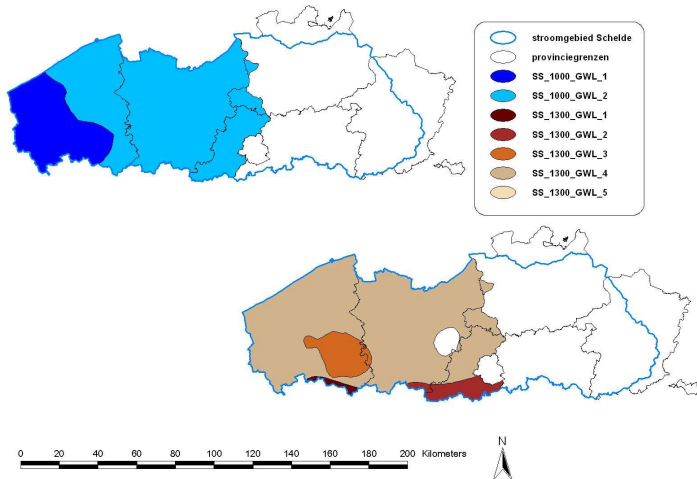 stroomgebied Schelde
provinciegrenzen
SS_1000_GWL_1
SS_1000_GWL_2
SS_1300_GWL_1
SS_1300_GWL_2
SS_1300_GWL_3
SS_1300_GWL_4
SS_1300_GWL_5
N
0 20 40 60 80 100 120 140 160 180 200 Kilometers